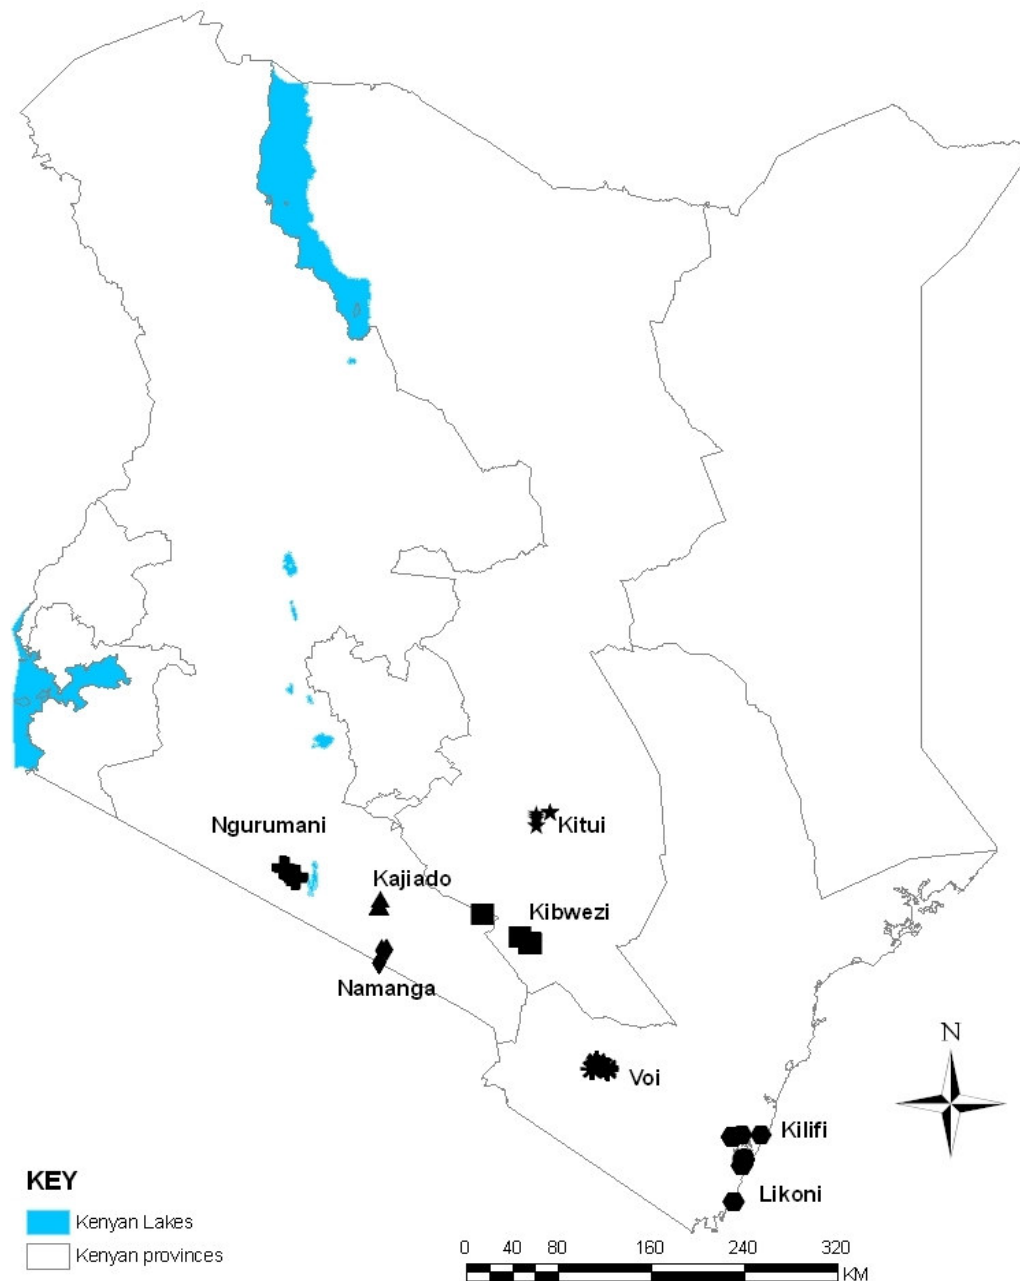 Ngurumani
Kitui
Kajiado
Kibwezi
Namanga
N
Voi
Kilifi
KEY
Likoni
Kenyan Lakes
Kenyan provinces
0 40 80 160 240 320
KM